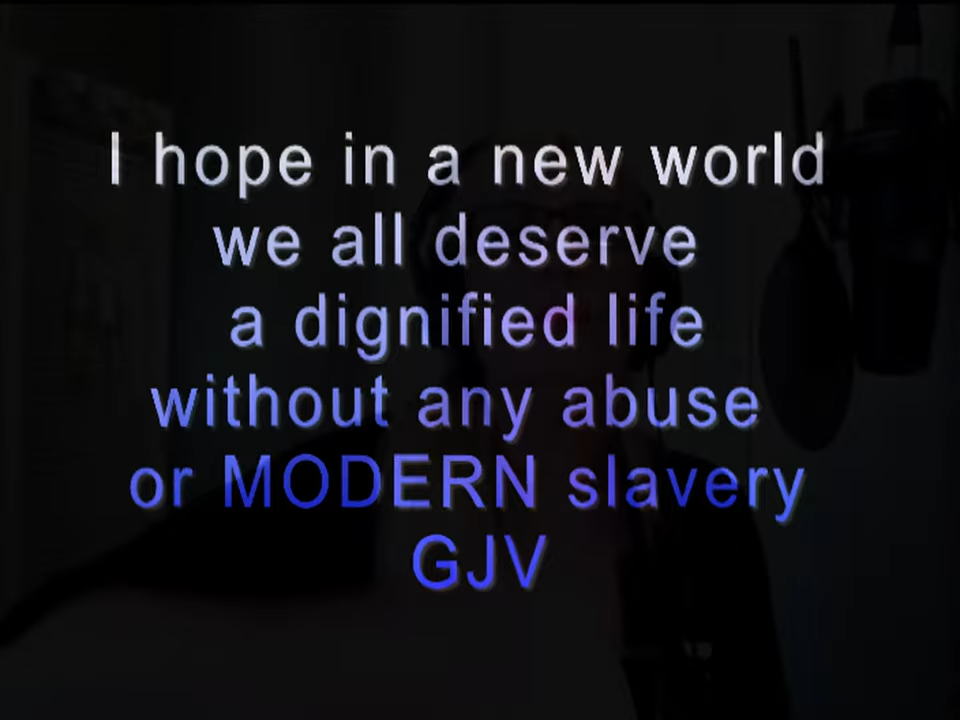 I hope in a new world
we all deserve
a dignified life
without any abuse
or MODERN slavery
GJV